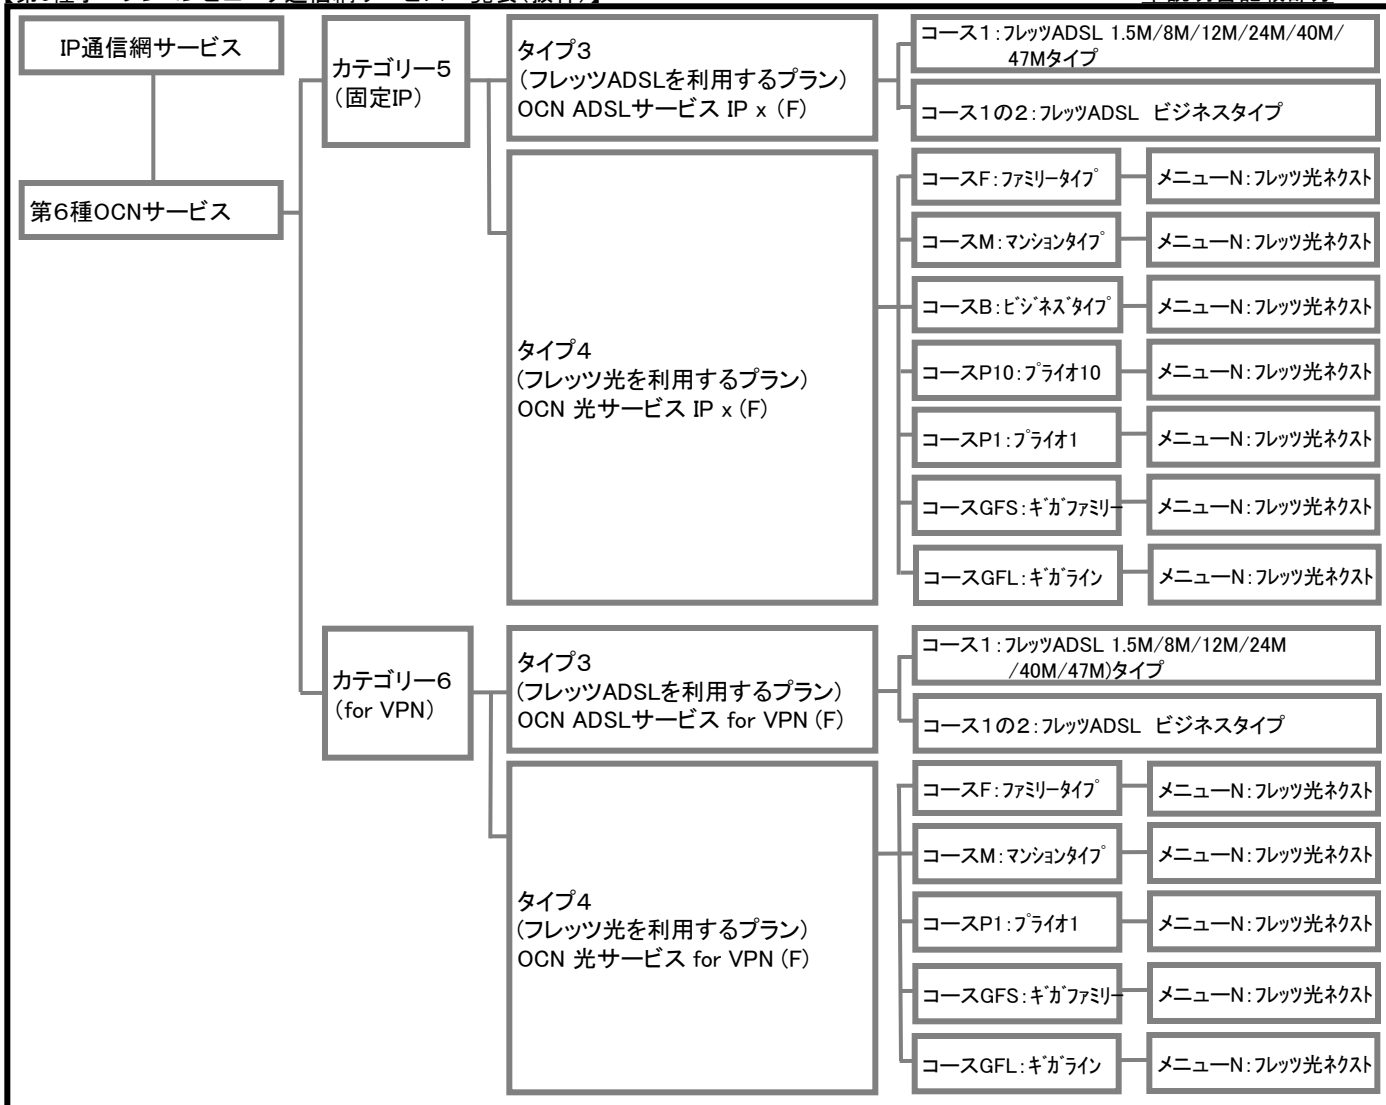 IP通信網サービス
第6種OCNサービス
カテゴリー5
(固定IP)
タイプ3
(フレッツADSLを利用するプラン)
OCN ADSLサービス IP x (F)
コース1:フレッツADSL 1.5M/8M/12M/24M/40M/
47Mタイプ
コース1の2:フレッツADSL ビジネスタイプ
タイプ4
(フレッツ光を利用するプラン)
OCN 光サービス IP x (F)
コースF:ファミリータイプ
メニューN:フレッツ光ネクスト
コースM:マンションタイプ
メニューN:フレッツ光ネクスト
コースB:ビジネズタイプ
メニューN:フレッツ光ネクスト
コースP10:プライオ10
メニューN:フレッツ光ネクスト
コースP1:プライオ1
メニューN:フレッツ光ネクスト
コースGFS:ギガファミリー
メニューN:フレッツ光ネクスト
コースGFL:ギガライン
メニューN:フレッツ光ネクスト
カテゴリー6
(for VPN)
タイプ3
(フレッツADSLを利用するプラン)
OCN ADSLサービス for VPN (F)
コース1:フレッツADSL 1.5M/8M/12M/24M
/40M/47M)タイプ
コース1の2:フレッツADSL ビジネスタイプ
タイプ4
(フレッツ光を利用するプラン)
OCN 光サービス for VPN (F)
コースF:ファミリータイプ
メニューN:フレッツ光ネクスト
コースM:マンションタイプ
メニューN:フレッツ光ネクスト
コースP1:プライオ1
メニューN:フレッツ光ネクスト
コースGFS:ギガファミリー
メニューN:フレッツ光ネクスト
コースGFL:ギガライン
メニューN:フレッツ光ネクスト